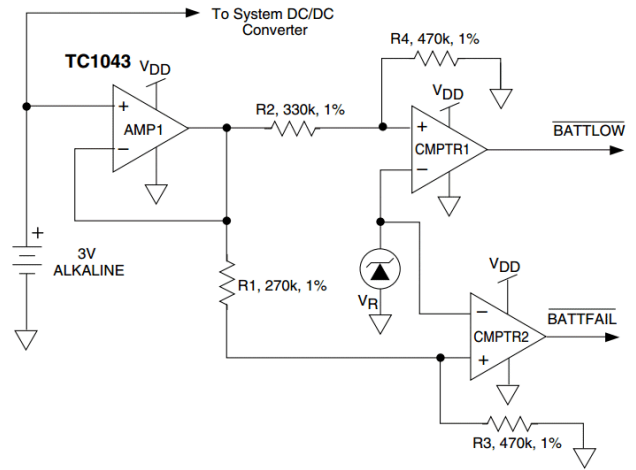 To System DC/DC
Converter
TC1043
VDD
R4, 470k, 1%
VDD
R2, 330k, 1%
+
AMP1
−
+
CMPTR1
−
BATTLOW
+
3V
ALKALINE
R1, 270k, 1%
VR
VDD
−
CMPTR2
+
BATTFAIL
R3, 470k, 1%